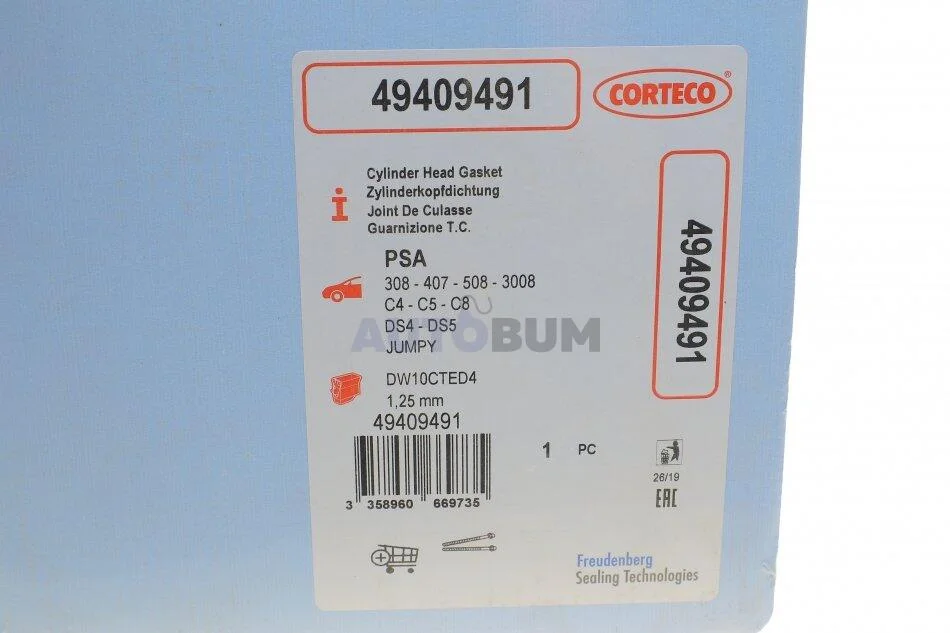 49409491
CORTECO®
Cylinder Head Gasket
Zylinderkopfdichtung
Joint De Culasse
Guarnizione T.C.
49409491
PSA
308 - 407 - 508 - 3008
C4 - C5 - C8
DS4 - DS5
AUTOBUM
JUMPY
DW10CTED4
1,25 mm
49409491
1 PC
26/19
EAC
3 358960 669735
Freudenberg
Sealing Technologies